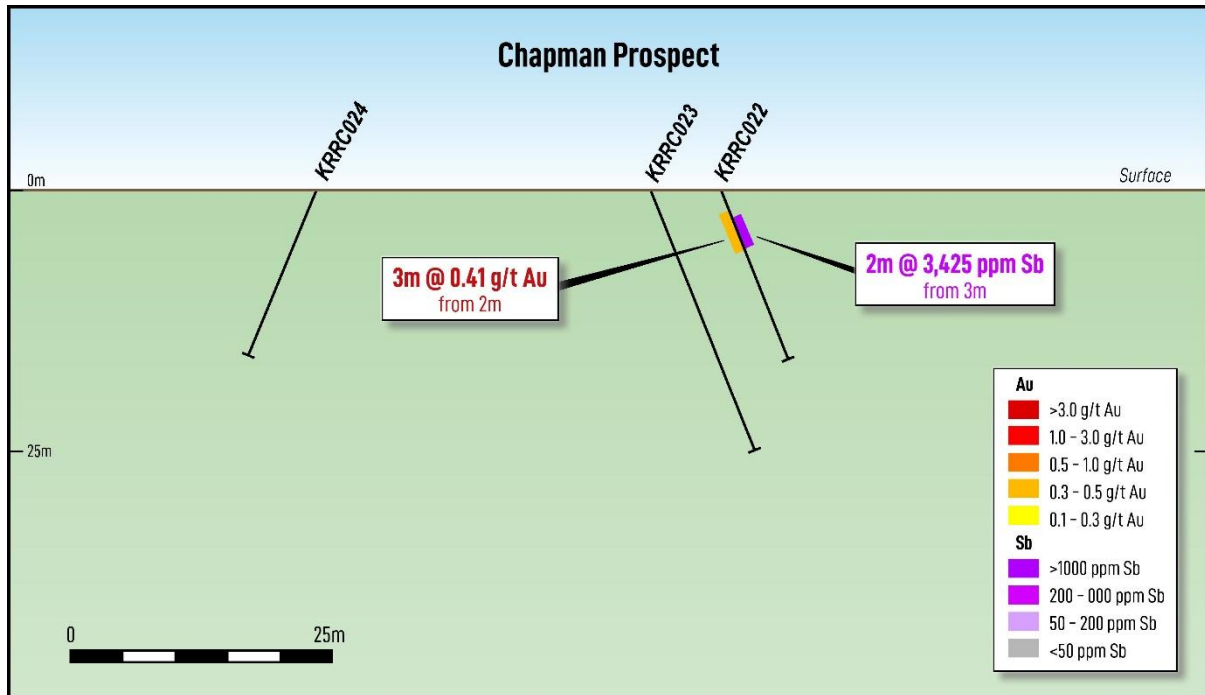 Chapman Prospect
KRRC024
KRRC023
KRRC022
0m
Surface
3m @ 0.41 g/t Au
from 2m
2m @ 3,425 ppm Sb
from 3m
25m
Au
>3.0 g/t Au
1.0 - 3.0 g/t Au
0.5 - 1.0 g/t Au
0.3 - 0.5 g/t Au
0.1 - 0.3 g/t Au
Sb
>1000 ppm Sb
200 - 000 ppm Sb
50 - 200 ppm Sb
<50 ppm Sb
0 25m